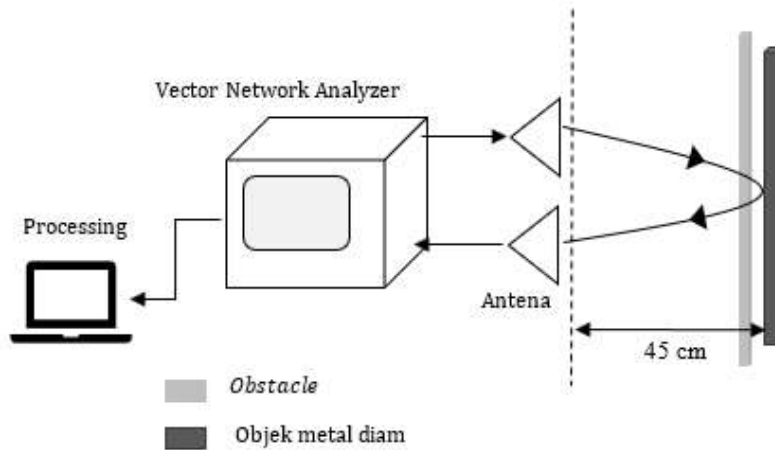 Vector Network Analyzer
Processing
Antena
45 cm
Obstacle
Objek metal diam